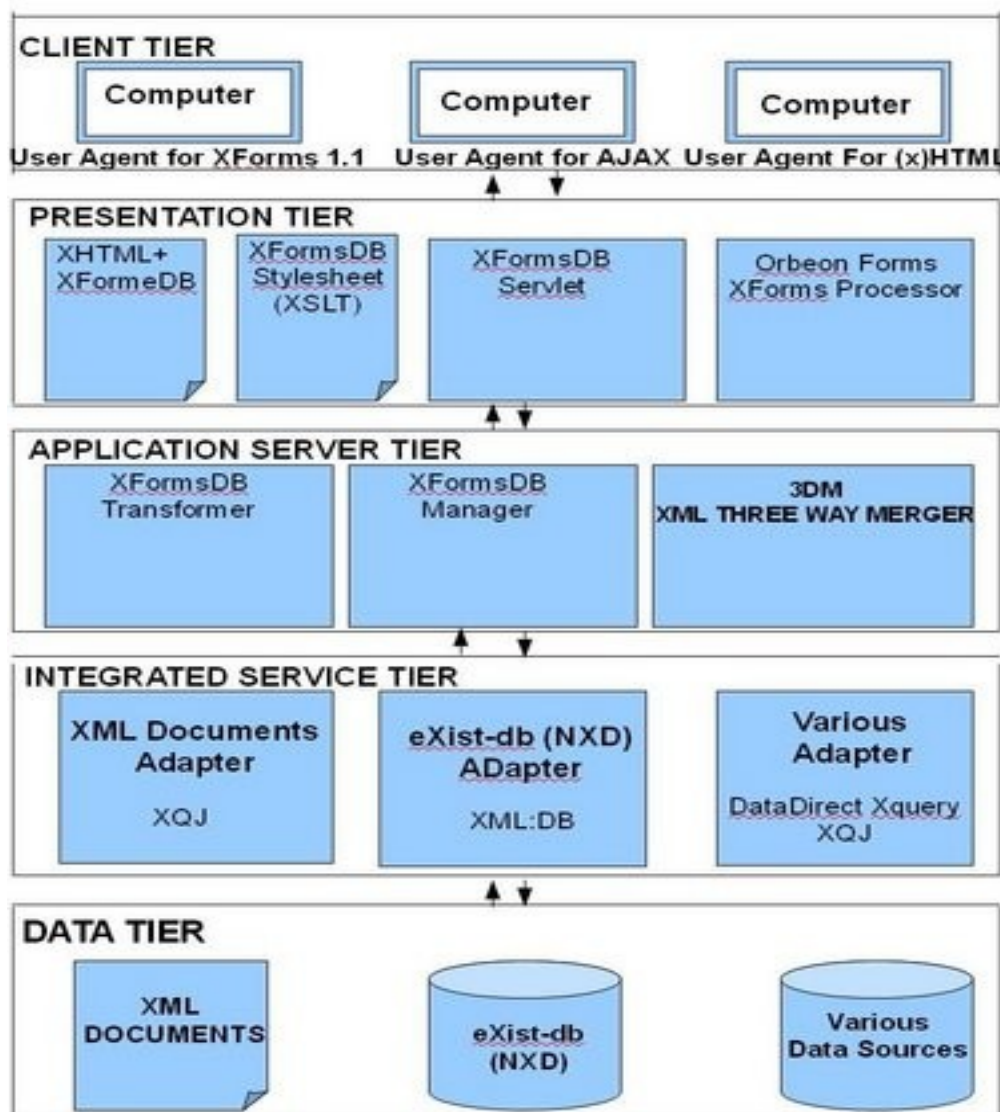 CLIENT TIER
Computer
Computer
Computer
User Agent for XForms 1.1
User Agent for AJAX
User Agent For (x)HTML
PRESENTATION TIER
XHTML+
XFormeDB
XFormsDB
Stylesheet
(XSLT)
XFormsDB
Servlet
Orbeon Forms
XForms Processor
APPLICATION SERVER TIER
XFormsDB
Transformer
XFormsDB
Manager
3DM
XML THREE WAY MERGER
INTEGRATED SERVICE TIER
XML Documents
Adapter
XQJ
eXist-db (NXD)
ADapter
XML:DB
Various
Adapter
DataDirect Xquery
XQJ
DATA TIER
XML
DOCUMENTS
eXist-db
(NXD)
Various
Data Sources